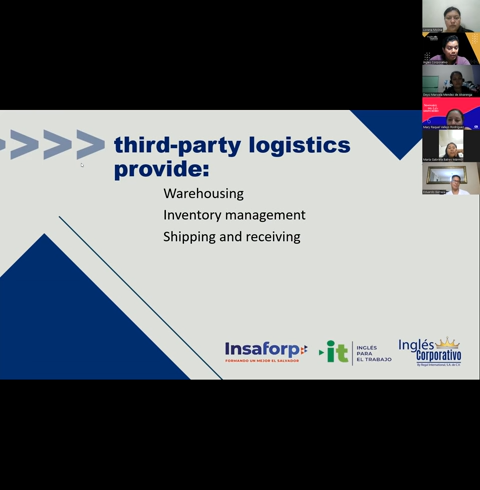 third-party logistics
provide:
Warehousing
Inventory management
Shipping and receiving
Insaforp
FORMANDO UN MEJOR EL SALVADOR
it
INGLÉS
PARA
EL TRABAJO
Inglés
Corporativo